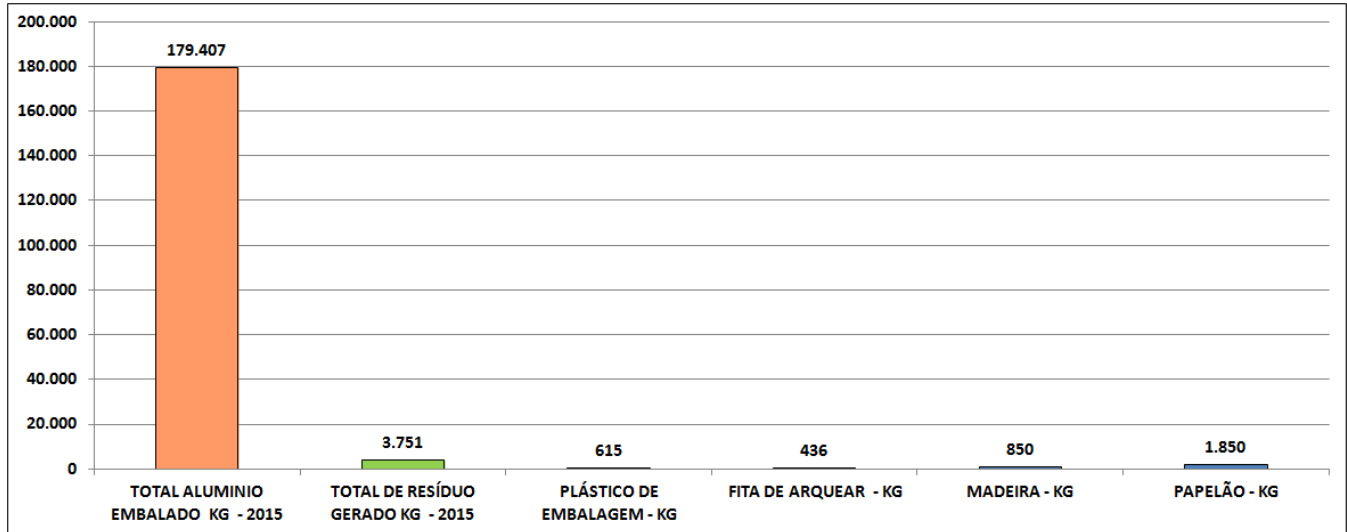 200.000
180.000
160.000
140.000
120.000
100.000
80.000
60.000
40.000
20.000
0
179.407
3.751
615
436
850
1.850
TOTAL ALUMINIO
EMBALADO KG - 2015
TOTAL DE RESÍDUO
GERADO KG - 2015
PLÁSTICO DE
EMBALAGEM - KG
FITA DE ARQUEAR - KG
MADEIRA - KG
PAPELÃO - KG